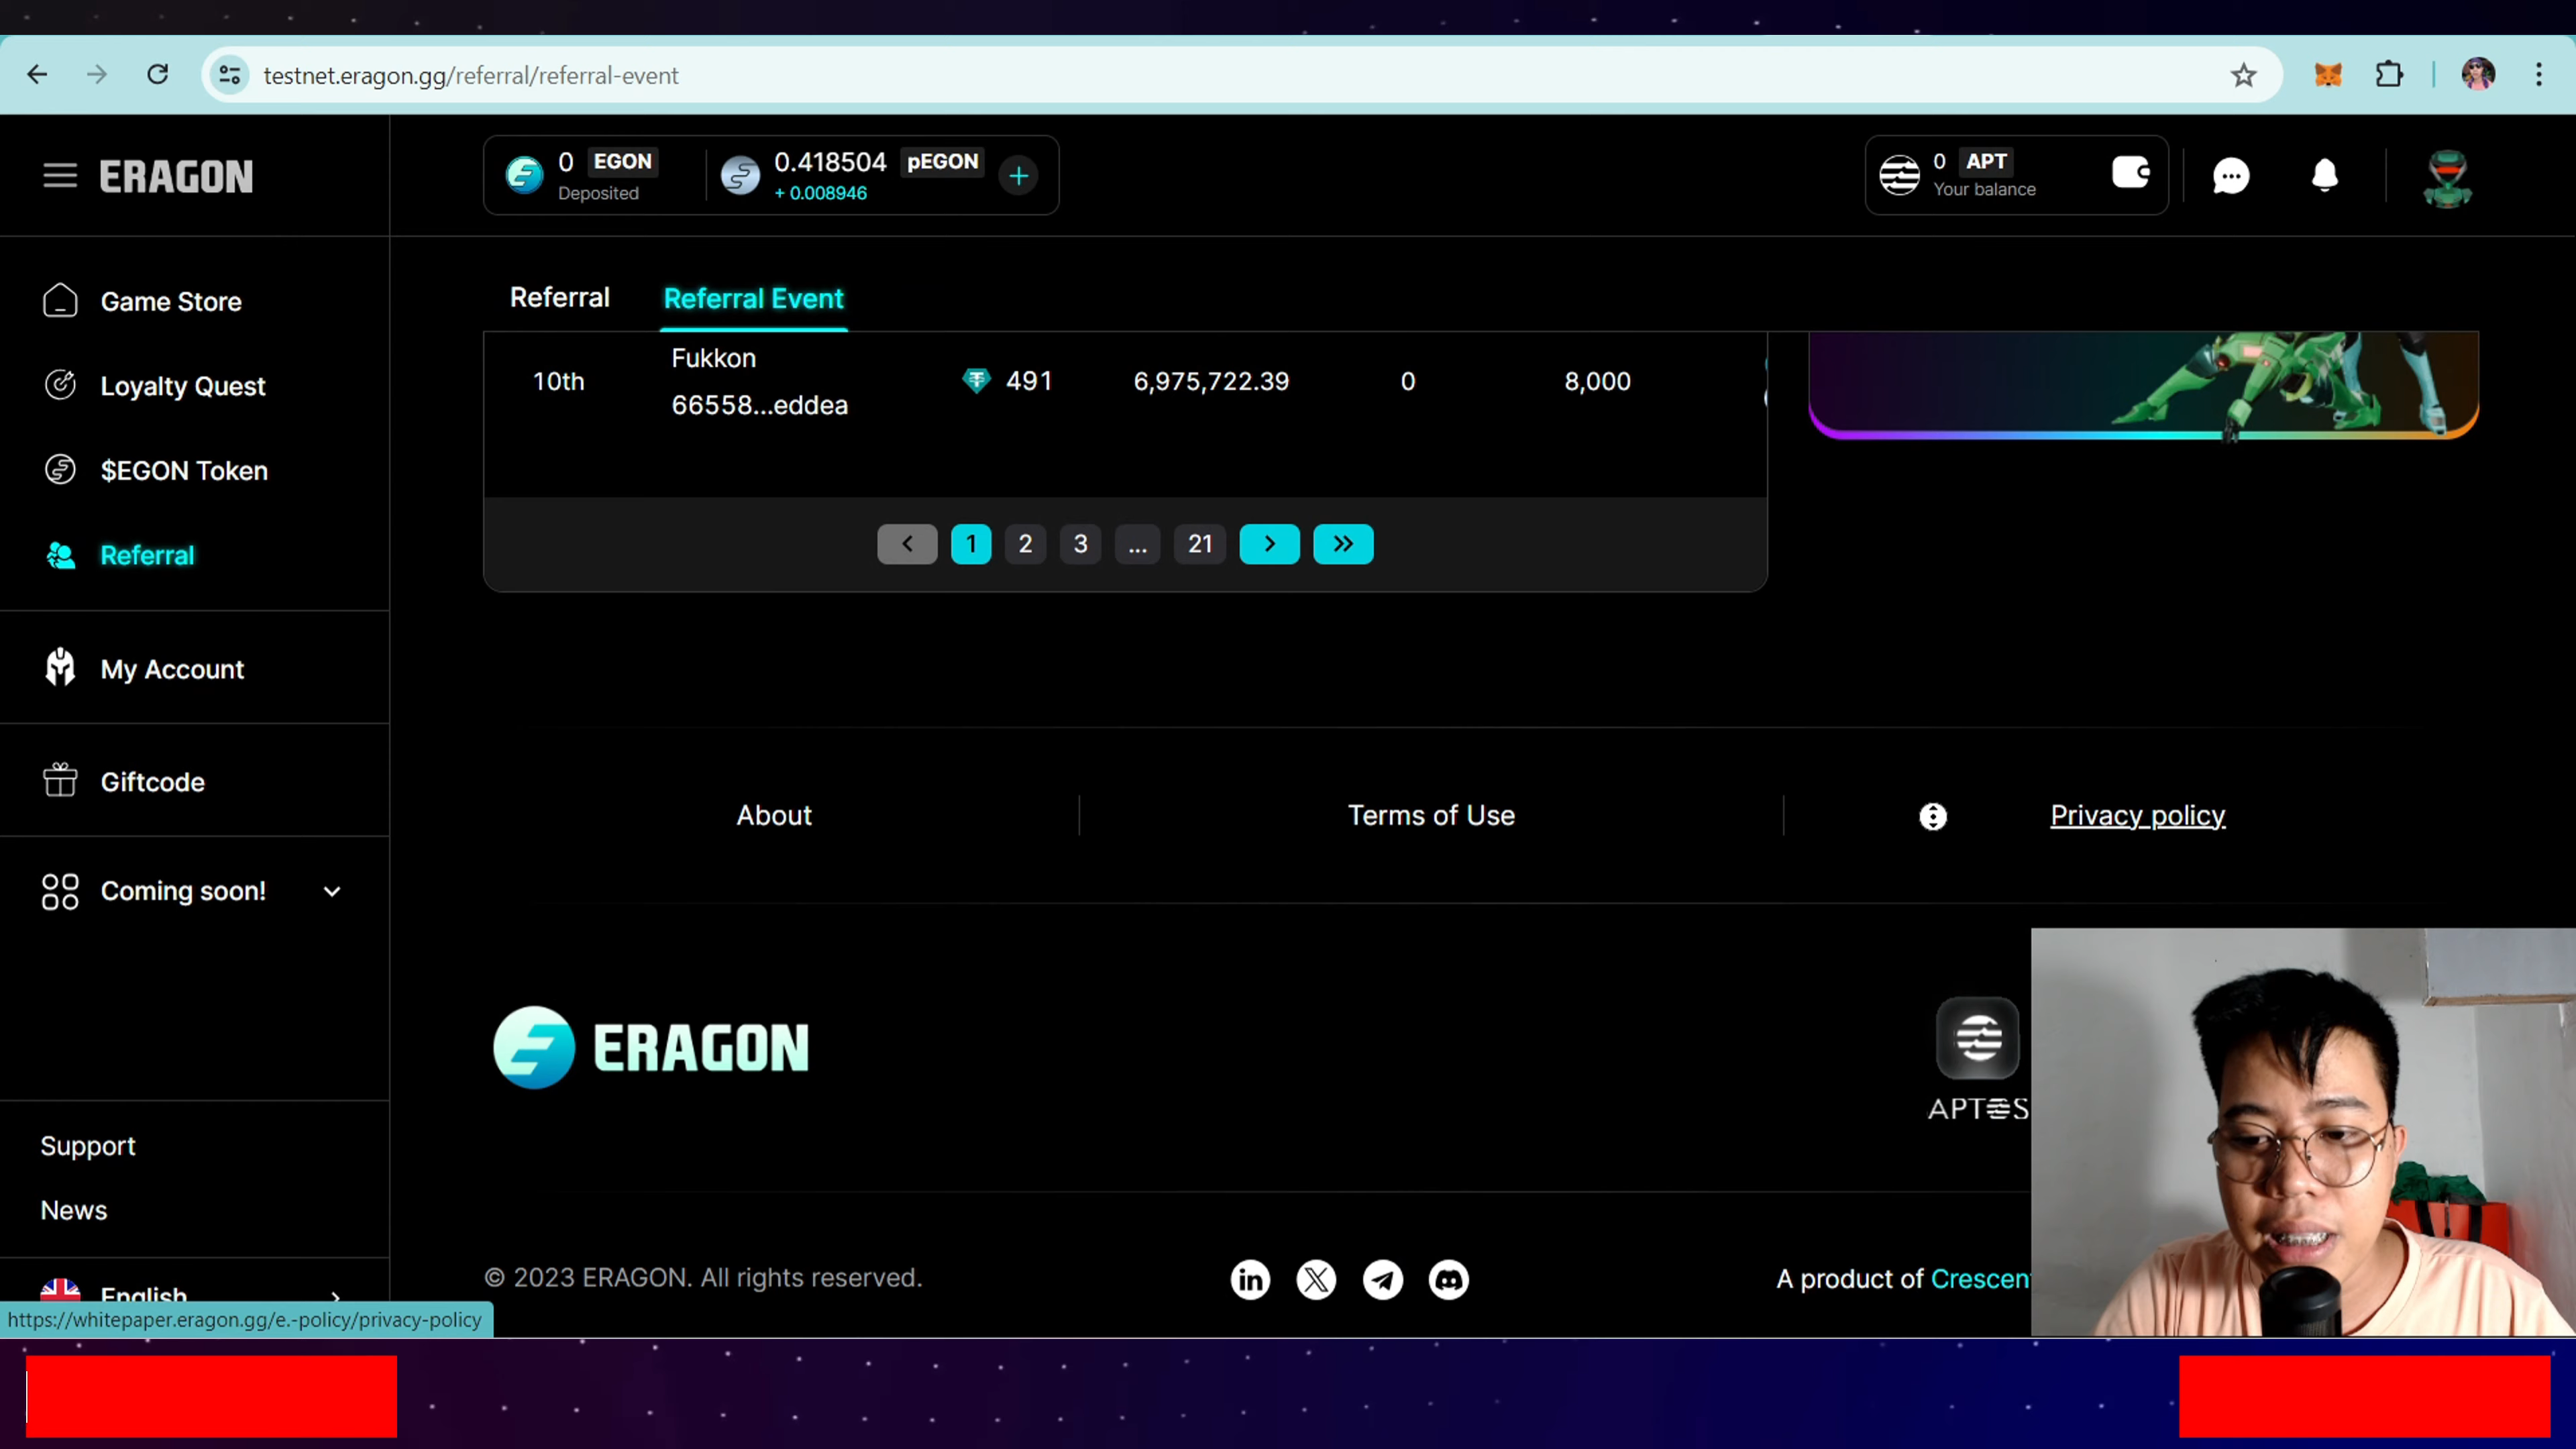 testnet.eragon.gg/referral/referral-event
ERAGON
0 EGON
Deposited
0.418504 pEGON
+ 0.008946
0 APT
Your balance
Game Store
Loyalty Quest
$EGON Token
Referral
My Account
Giftcode
Coming soon!
Support
News
English
Referral
Referral Event
10th
Fukkon
66558...eddea
491
6,975,722.39
0
8,000
1 2 3 ... 21
About
Terms of Use
Privacy policy
ERAGON
APTOS
© 2023 ERAGON. All rights reserved.
A product of Crescent
https://whitepaper.eragon.gg/e.-policy/privacy-policy